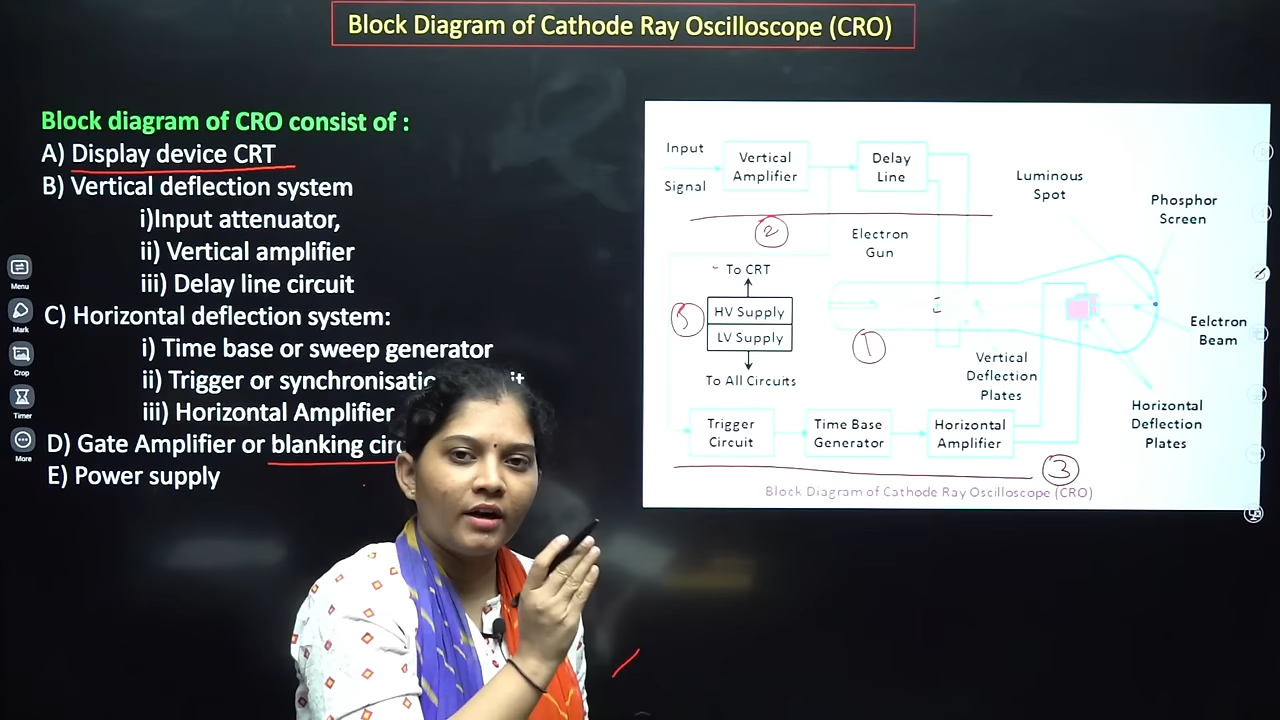 Block Diagram of Cathode Ray Oscilloscope (CRO)
Block diagram of CRO consist of :
A) Display device CRT
B) Vertical deflection system
i)Input attenuator,
ii) Vertical amplifier
iii) Delay line circuit
C) Horizontal deflection system:
i) Time base or sweep generator
ii) Trigger or
iii) Horizontal Amplifier
D) Gate Amplifier or blanking
E) Power supply
Menu
Mark
Crop
Timer
More
Input
Signal
Vertical
Amplifier
Delay
Line
Luminous
Spot
Phosphor
Screen
2
Electron
Gun
To CRT
HV Supply
LV Supply
To All Circuits
5
1
Eelctron
Beam
Vertical
Deflection
Plates
Horizontal
Deflection
Plates
Trigger
Circuit
Time Base
Generator
Horizontal
Amplifier
3
Block Diagram of Cathode Ray Oscilloscope (CRO)